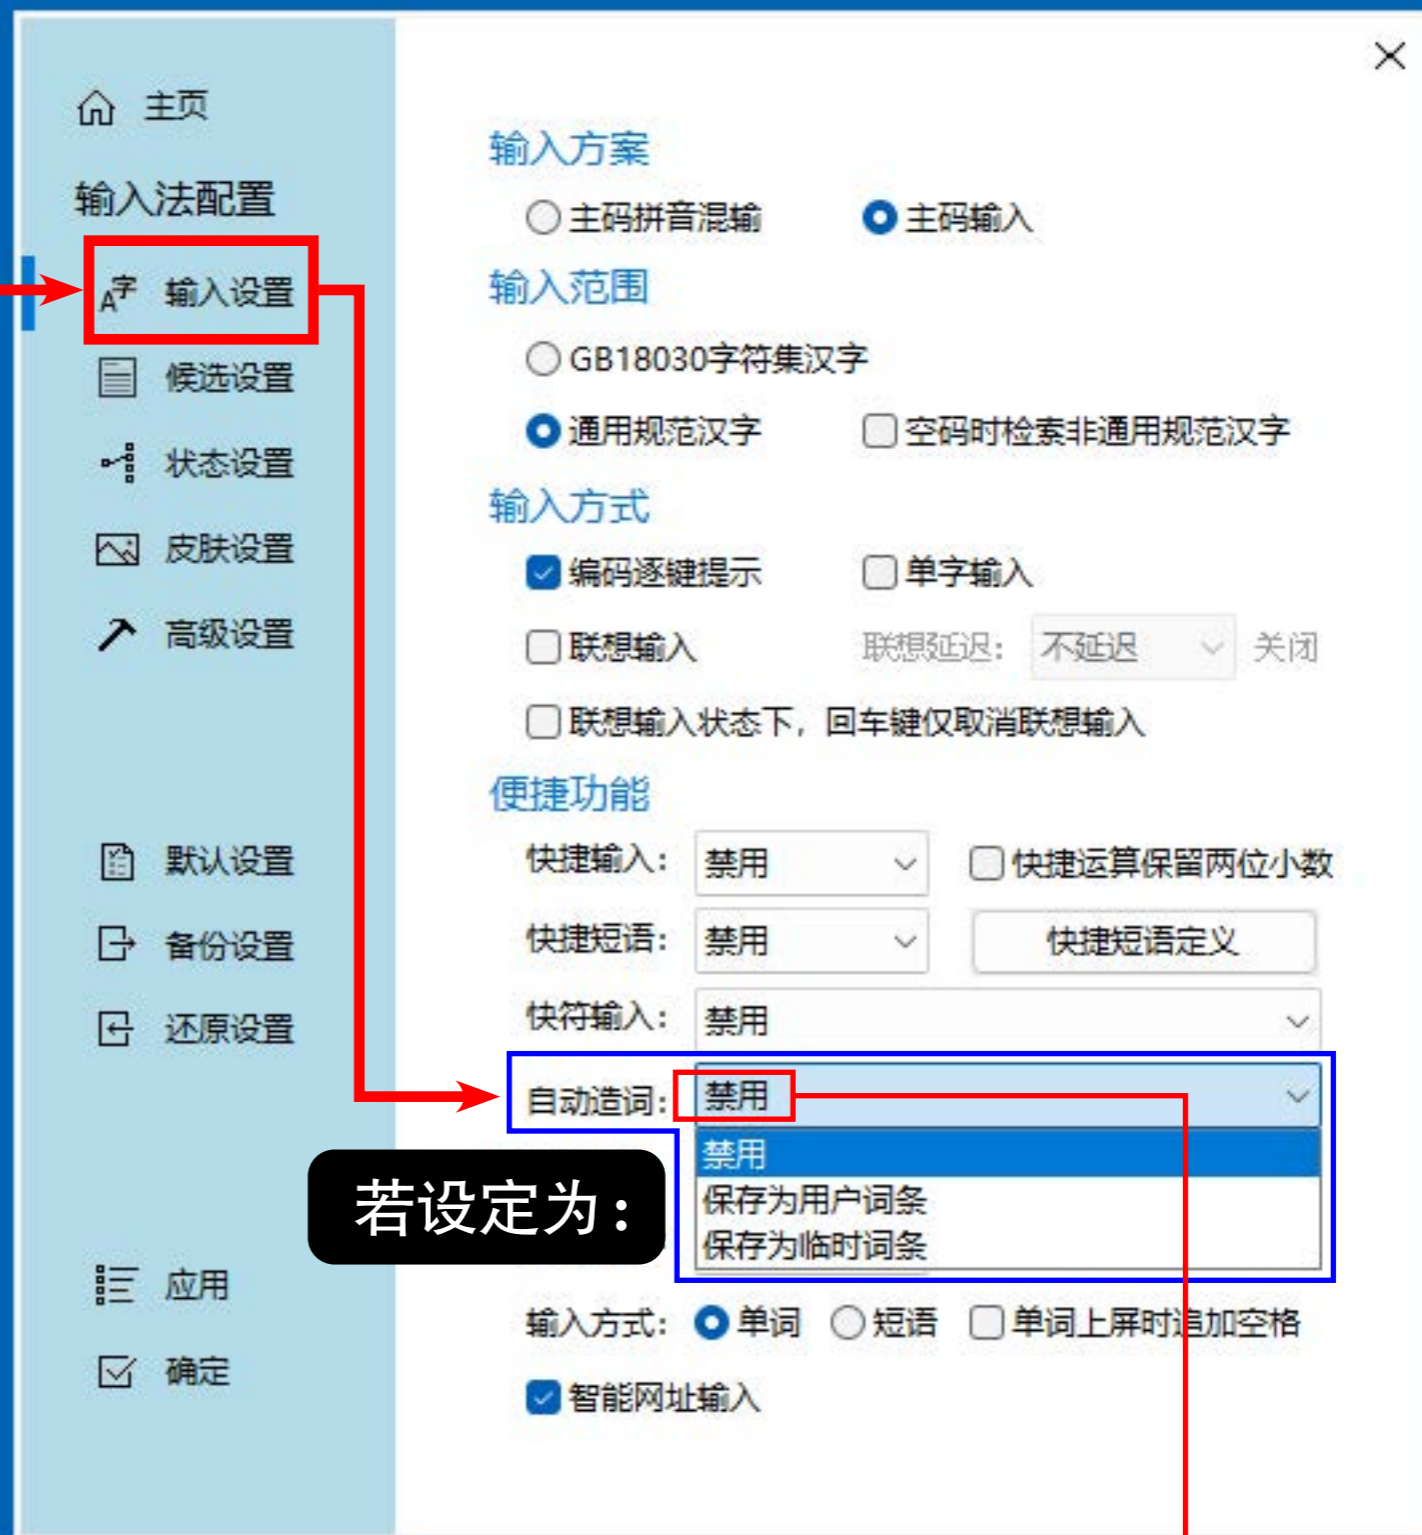 主页
输入法配置
输入设置
候选设置
状态设置
皮肤设置
高级设置
默认设置
备份设置
还原设置
应用
确定
输入方案
主码拼音混输 主码输入
输入范围
GB18030字符集汉字
通用规范汉字 空码时检索非通用规范汉字
输入方式
编码逐键提示 单字输入
联想输入 联想延迟: 不延迟 关闭
联想输入状态下，回车键仅取消联想输入
便捷功能
快捷输入: 禁用 快捷运算保留两位小数
快捷短语: 禁用 快捷短语定义
快符输入: 禁用
自动造词: 禁用
禁用
保存为用户词条
保存为临时词条
若设定为：
输入方式: 单词 短语 单词上屏时追加空格
智能网址输入